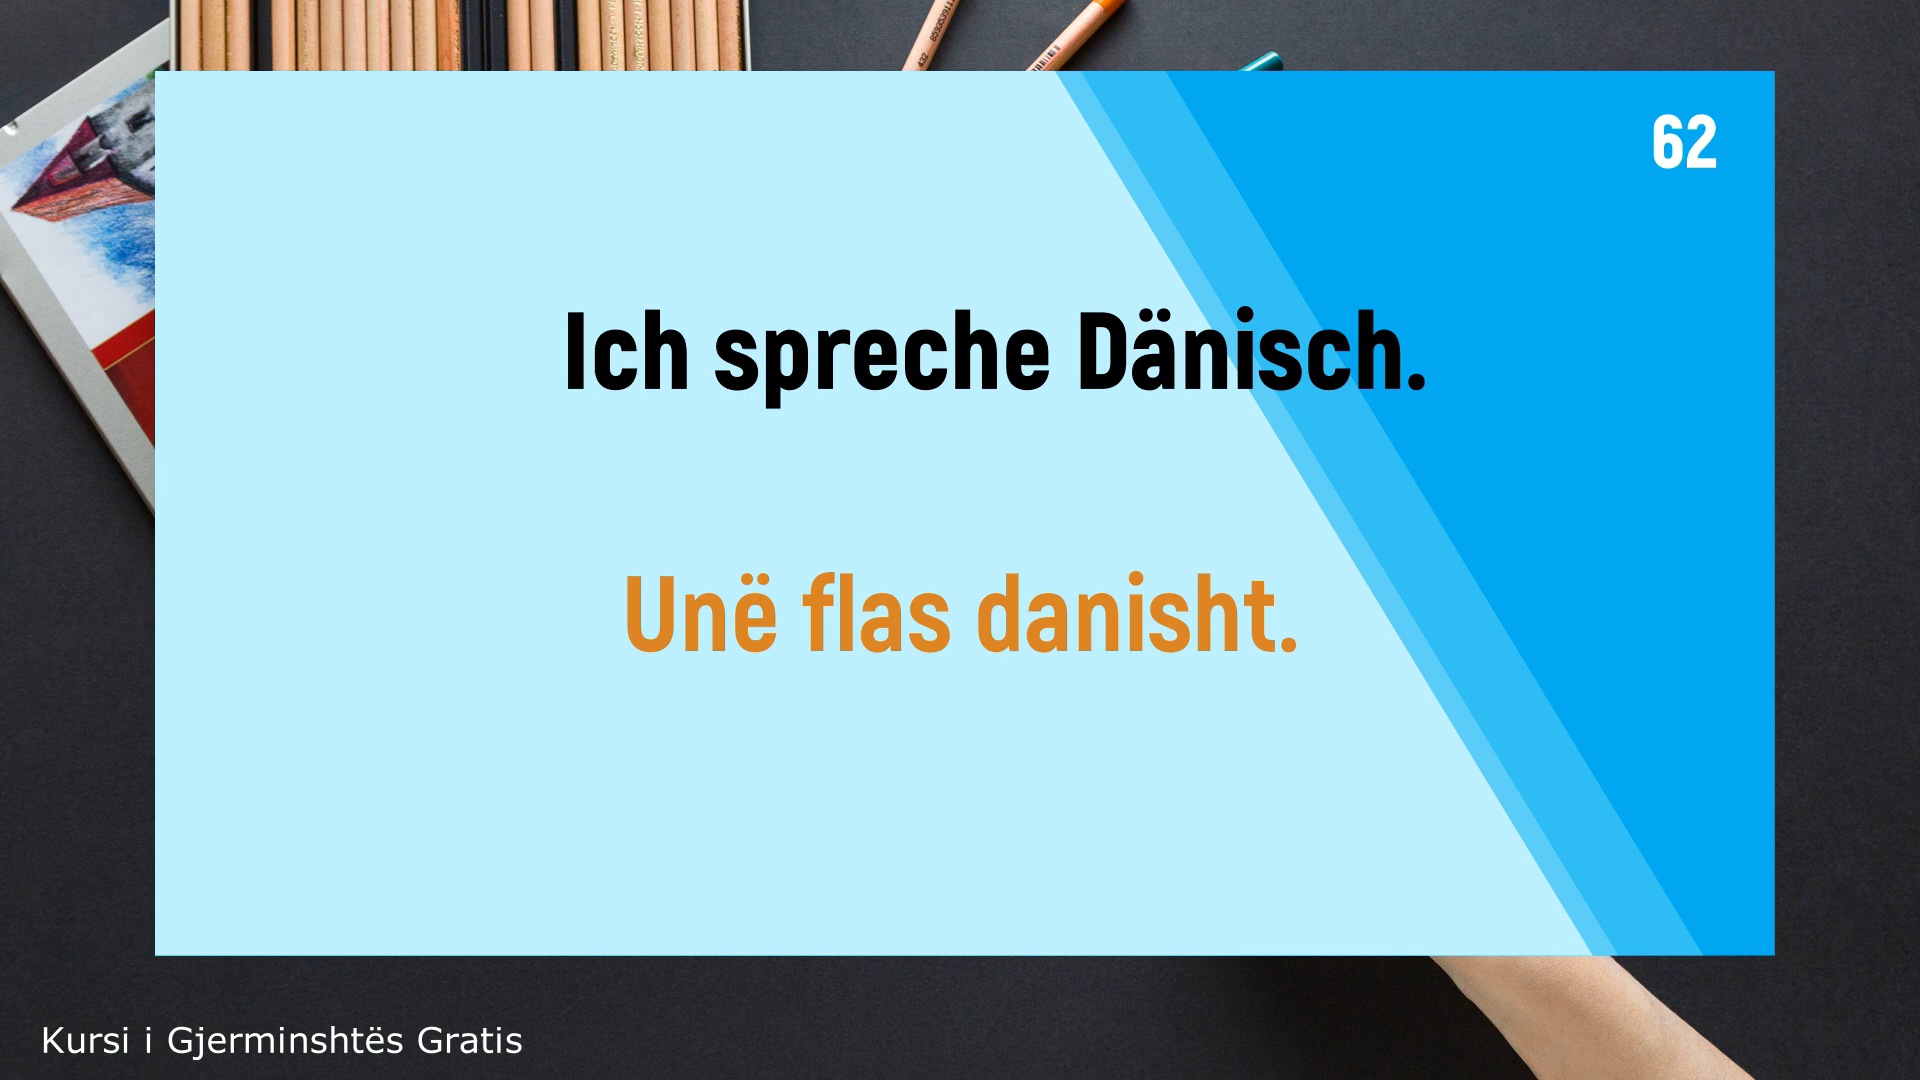 62
Ich spreche Dänisch.
Unë flas danisht.
Kursi i Gjerminshtës Gratis